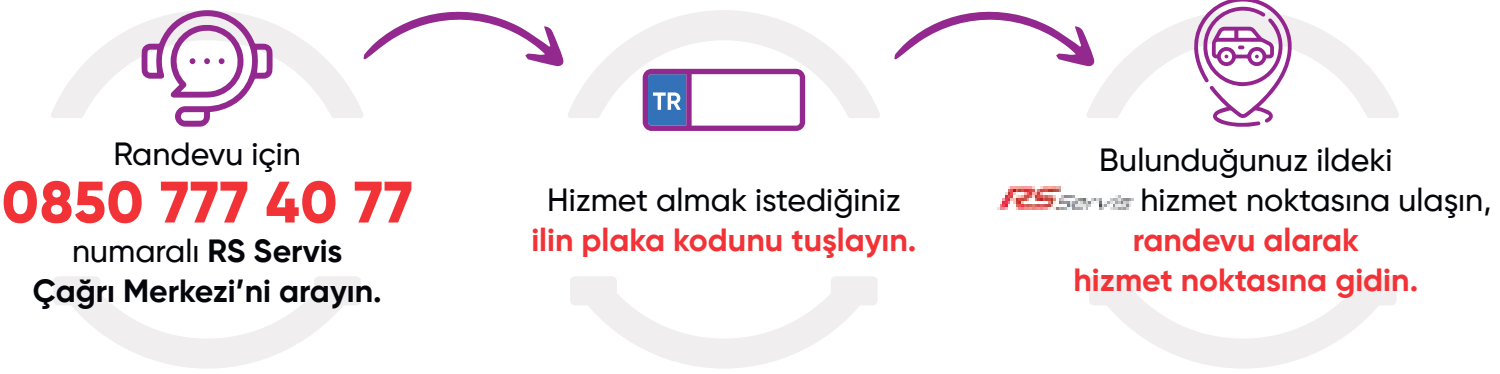 Randevu için
0850 777 40 77
numaralı RS Servis
Çağrı Merkezi’ni arayın.
TR
Hizmet almak istediğiniz
ilin plaka kodunu tuşlayın.
Bulunduğunuz ildeki
RS Servis hizmet noktasına ulaşın,
randevu alarak
hizmet noktasına gidin.